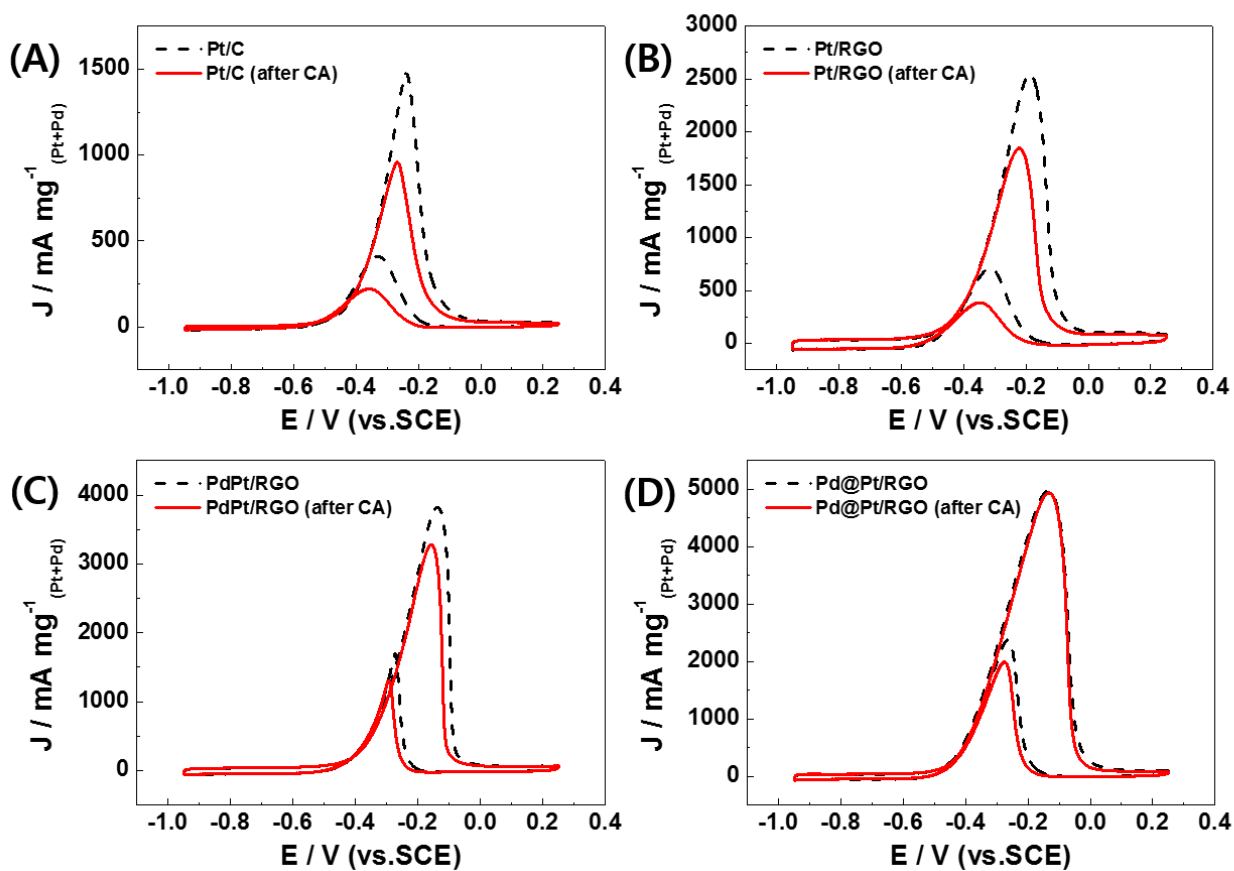 (A)
Pt/C
Pt/C (after CA)
1500
1000
500
0
J / mA mg-1 (Pt+Pd)
-1.0 -0.8 -0.6 -0.4 -0.2 0.0 0.2 0.4
E / V (vs.SCE)
(B)
Pt/RGO
Pt/RGO (after CA)
3000
2500
2000
1500
1000
500
0
J / mA mg-1 (Pt+Pd)
-1.0 -0.8 -0.6 -0.4 -0.2 0.0 0.2 0.4
E / V (vs.SCE)
(C)
PdPt/RGO
PdPt/RGO (after CA)
4000
3000
2000
1000
0
J / mA mg-1 (Pt+Pd)
-1.0 -0.8 -0.6 -0.4 -0.2 0.0 0.2 0.4
E / V (vs.SCE)
(D)
Pd@Pt/RGO
Pd@Pt/RGO (after CA)
5000
4000
3000
2000
1000
0
J / mA mg-1 (Pt+Pd)
-1.0 -0.8 -0.6 -0.4 -0.2 0.0 0.2 0.4
E / V (vs.SCE)